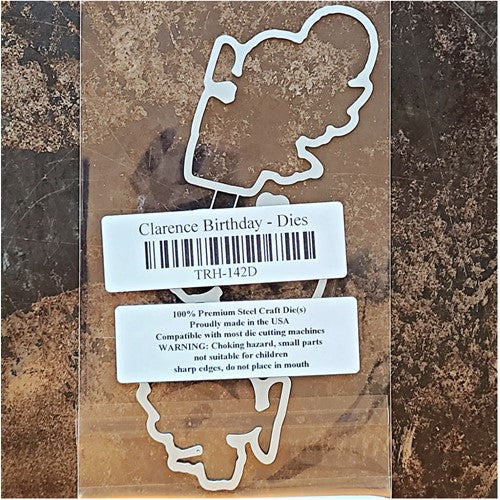 Clarence Birthday - Dies
TRH-142D
100% Premium Steel Craft Die(s)
Proudly made in the USA
Compatible with most die cutting machines
WARNING: Choking hazard, small parts
not suitable for children
sharp edges, do not place in mouth